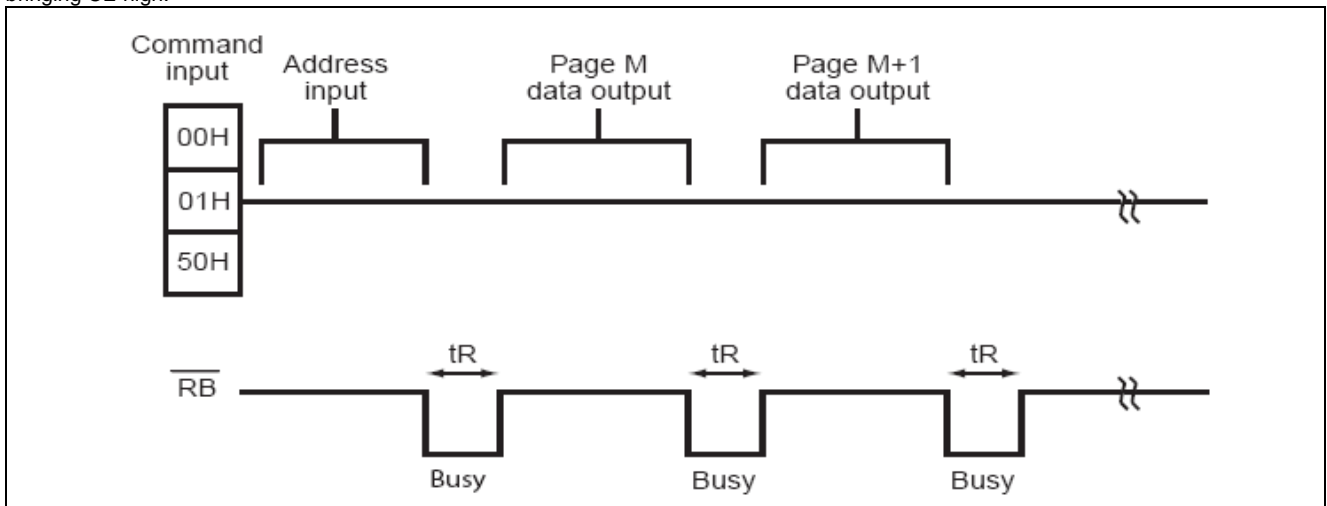 Command
input
Address
input
Page M
data output
Page M+1
data output
00H
01H
50H
tR
tR
tR
RB
Busy
Busy
Busy